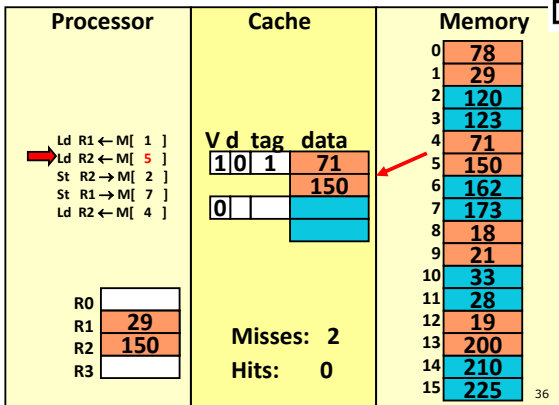 Processor
Ld R1 ← M[ 1 ]
Ld R2 ← M[ 5 ]
St R2 → M[ 2 ]
St R1 → M[ 7 ]
Ld R2 ← M[ 4 ]
R0
R1 29
R2 150
R3
Cache
V d tag data
1 0 1 71
150
0
Misses: 2
Hits: 0
Memory
0 78
1 29
2 120
3 123
4 71
5 150
6 162
7 173
8 18
9 21
10 33
11 28
12 19
13 200
14 210
15 225
36